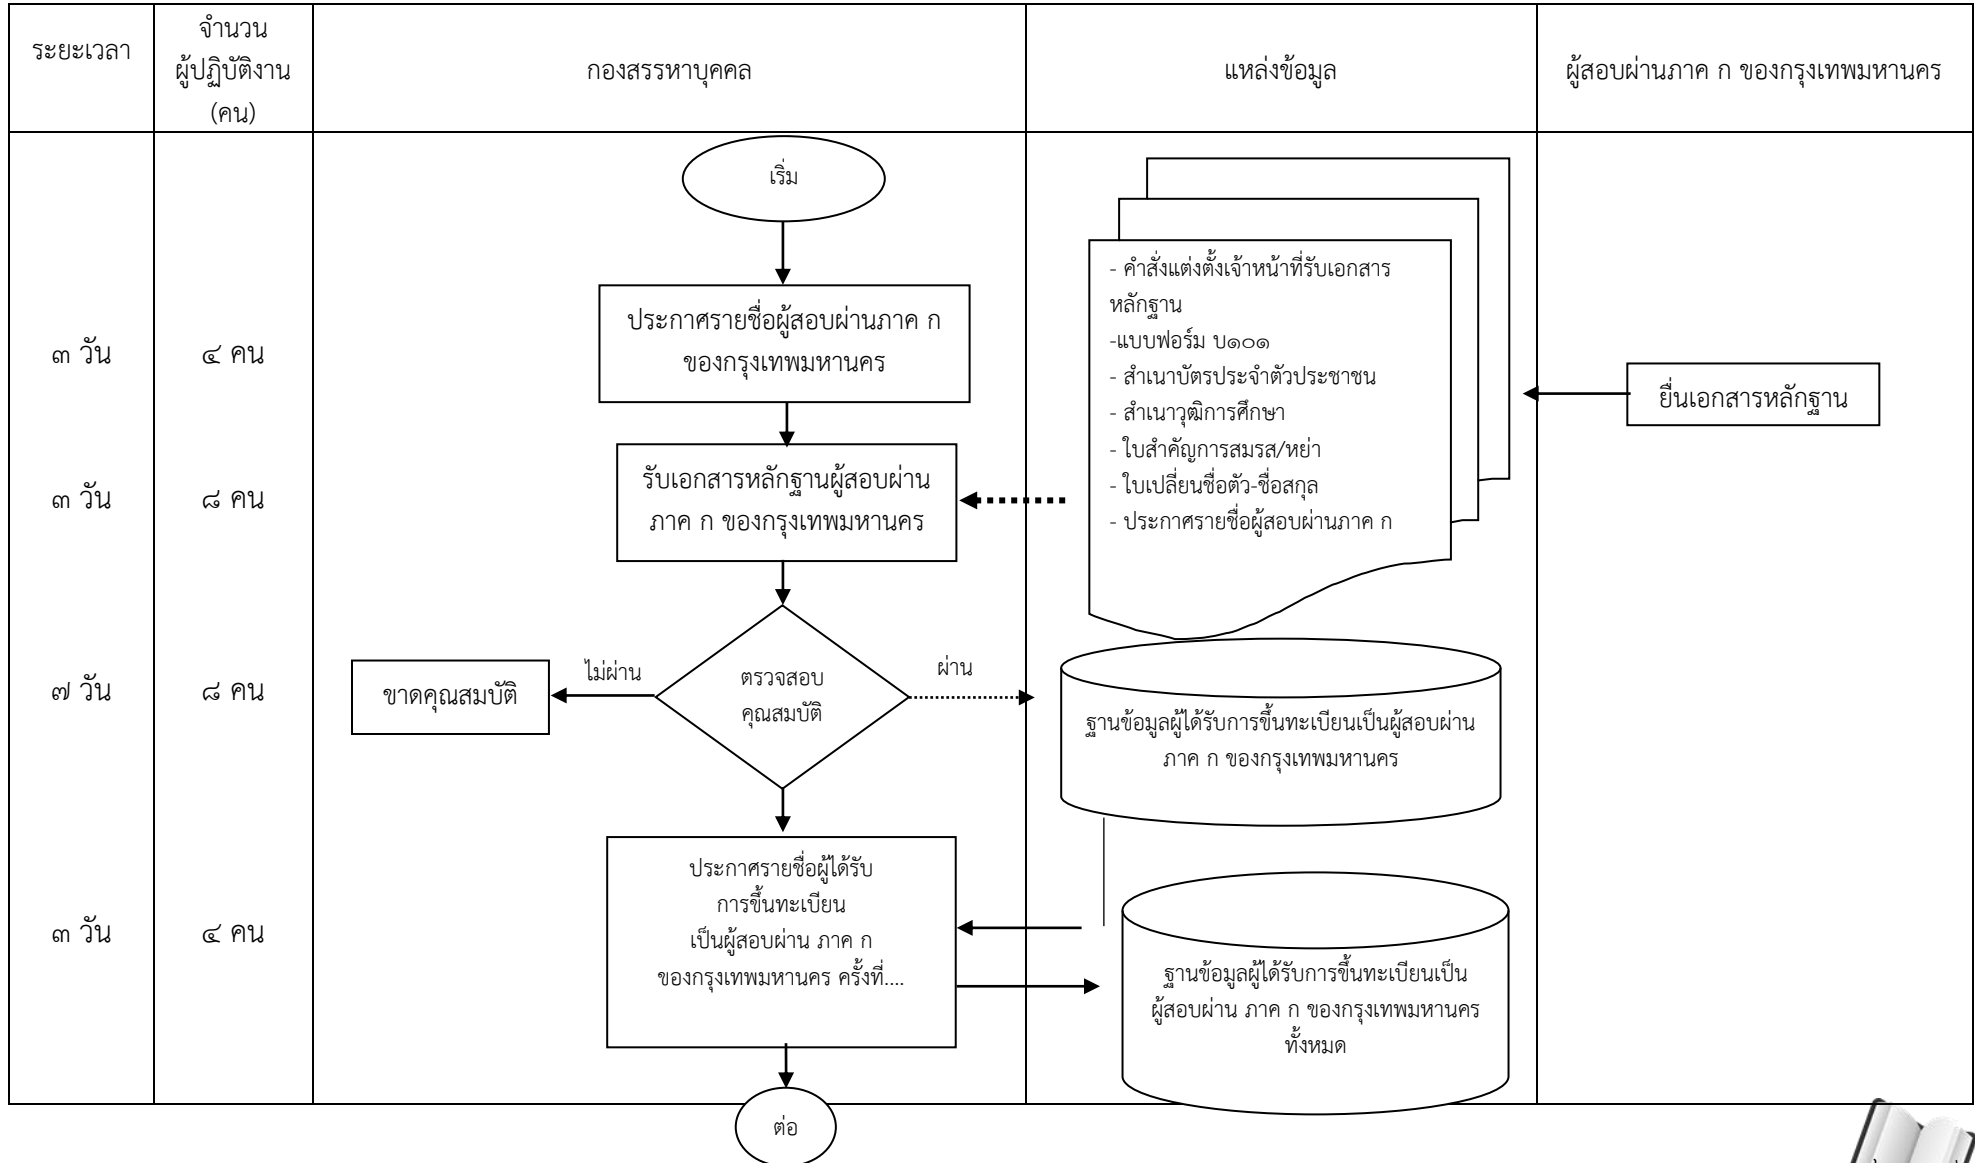 ระยะเวลา
จำนวน
ผู้ปฏิบัติงาน
(คน)
กองสรรหาบุคคล
แหล่งข้อมูล
ผู้สอบผ่านภาค ก ของกรุงเทพมหานคร
เริ่ม
๓ วัน
๔ คน
ประกาศรายชื่อผู้สอบผ่านภาค ก
ของกรุงเทพมหานคร
- คำสั่งแต่งตั้งเจ้าหน้าที่รับเอกสาร
หลักฐาน
-แบบฟอร์ม บ๑๐๑
- สำเนาบัตรประจำตัวประชาชน
- สำเนาวุฒิการศึกษา
- ใบสำคัญการสมรส/หย่า
- ใบเปลี่ยนชื่อตัว-ชื่อสกุล
- ประกาศรายชื่อผู้สอบผ่านภาค ก
ยื่นเอกสารหลักฐาน
๓ วัน
๘ คน
รับเอกสารหลักฐานผู้สอบผ่าน
ภาค ก ของกรุงเทพมหานคร
๗ วัน
๘ คน
ขาดคุณสมบัติ
ไม่ผ่าน
ตรวจสอบ
คุณสมบัติ
ผ่าน
ฐานข้อมูลผู้ได้รับการขึ้นทะเบียนเป็นผู้สอบผ่าน
ภาค ก ของกรุงเทพมหานคร
๓ วัน
๔ คน
ประกาศรายชื่อผู้ได้รับ
การขึ้นทะเบียน
เป็นผู้สอบผ่าน ภาค ก
ของกรุงเทพมหานคร ครั้งที่....
ฐานข้อมูลผู้ได้รับการขึ้นทะเบียนเป็น
ผู้สอบผ่าน ภาค ก ของกรุงเทพมหานคร
ทั้งหมด
ต่อ